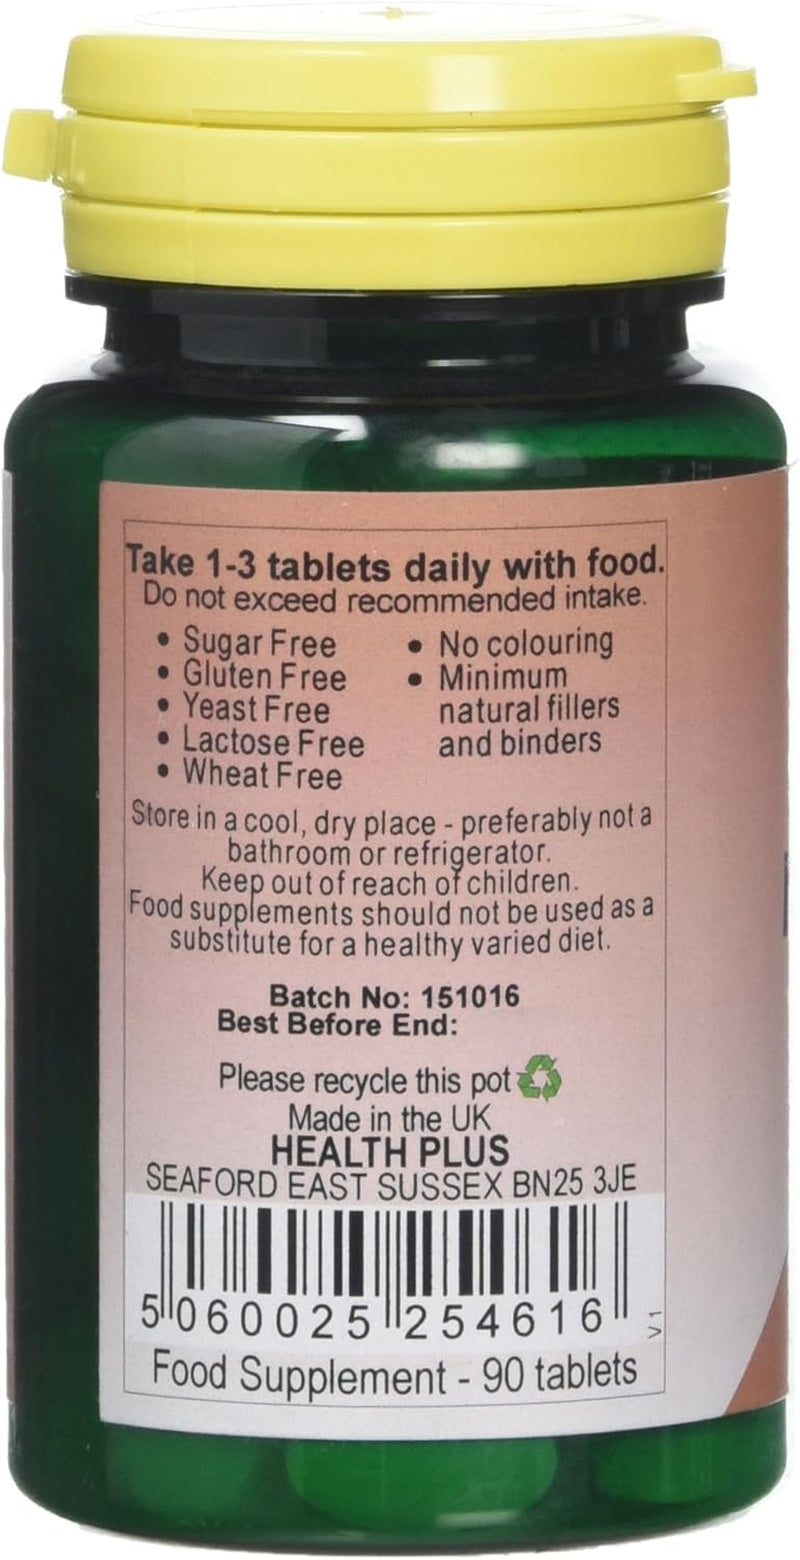 Take 1-3 tablets daily with food.
Do not exceed recommended intake.
• Sugar Free
• Gluten Free
• Yeast Free
• Lactose Free
• Wheat Free
• No colouring
• Minimum
natural fillers
and binders
Store in a cool, dry place - preferably not a
bathroom or refrigerator.
Keep out of reach of children.
Food supplements should not be used as a
substitute for a healthy varied diet.
Batch No: 151016
Best Before End:
Please recycle this pot
Made in the UK
HEALTH PLUS
SEAFORD EAST SUSSEX BN25 3JE
5 060025 254616
V1
Food Supplement - 90 tablets